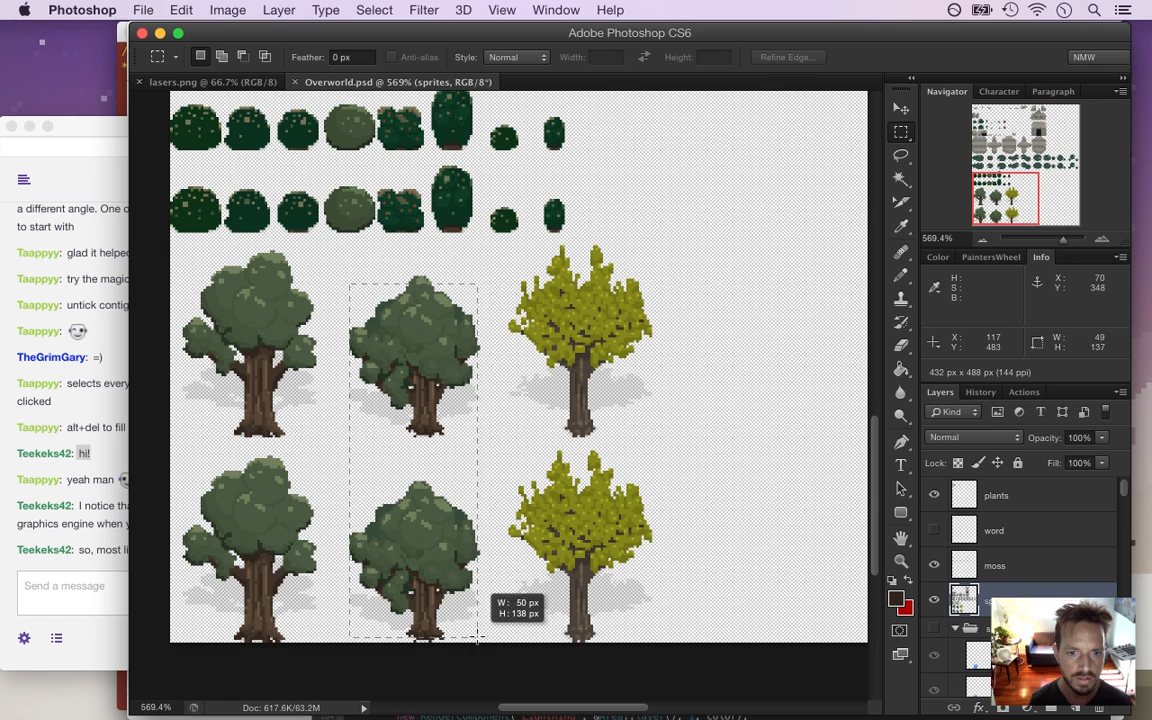 Photoshop File Edit Image Layer Type Select Filter 3D View Window Help
Adobe Photoshop CS6
Feather: 0 px Anti-alias Style: Normal Width: Height: Refine Edge... NMW
lasers.png @ 66.7% (RGB/8) Overworld.psd @ 569% (sprites, RGB/8*)
Navigator Character Paragraph
569.4%
Color PaintersWheel Info
H: X: 70
S: Y: 348
B:
X: 117 W: 49
Y: 483 H: 137
432 px x 488 px (144 ppi)
Layers History Actions
Kind
Normal Opacity: 100%
Lock: Fill: 100%
plants
word
moss
a different angle. One o
to start with
Taappyy: glad it helped
Taappyy: try the magic
Taappyy: untick contig
Taappyy:
TheGrimGary: =)
Taappyy: selects every
clicked
Taappyy: alt+del to fill
Teekeks42: hi!
Taappyy: yeah man
Teekeks42: I notice tha
graphics engine when y
Teekeks42: so, most li
Send a message
W: 50 px
H: 138 px
569.4% Doc: 617.6K/63.2M